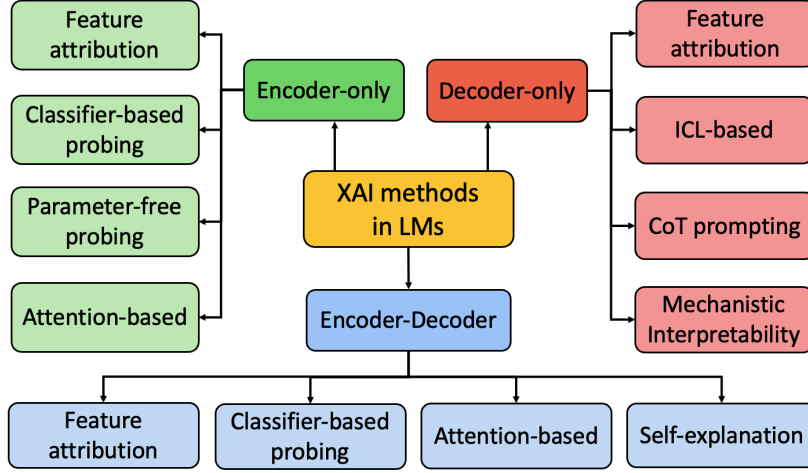 Feature
attribution
Classifier-based
probing
Parameter-free
probing
Attention-based
Encoder-only
Decoder-only
XAI methods
in LMs
Encoder-Decoder
Feature
attribution
ICL-based
CoT prompting
Mechanistic
Interpretability
Feature
attribution
Classifier-based
probing
Attention-based
Self-explanation